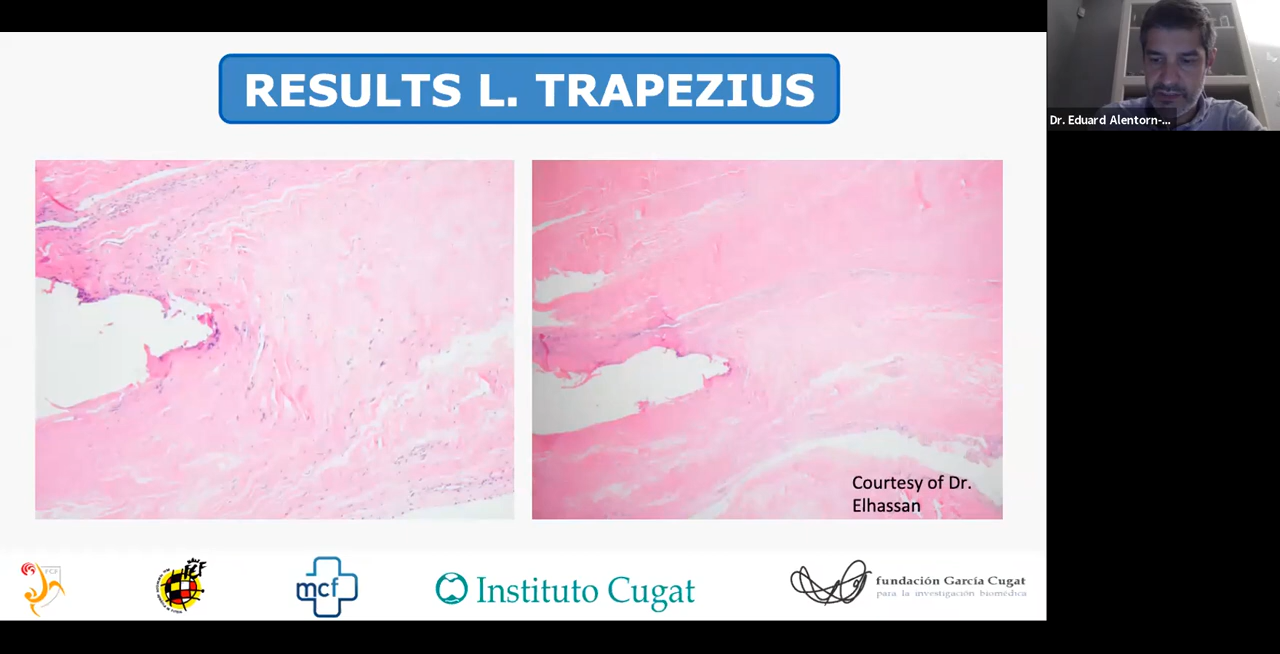 RESULTS L. TRAPEZIUS
Dr. Eduard Alentorn-...
Courtesy of Dr.
Elhassan
FCF
mcf
Instituto Cugat
fundación García Cugat
para la investigación biomédica